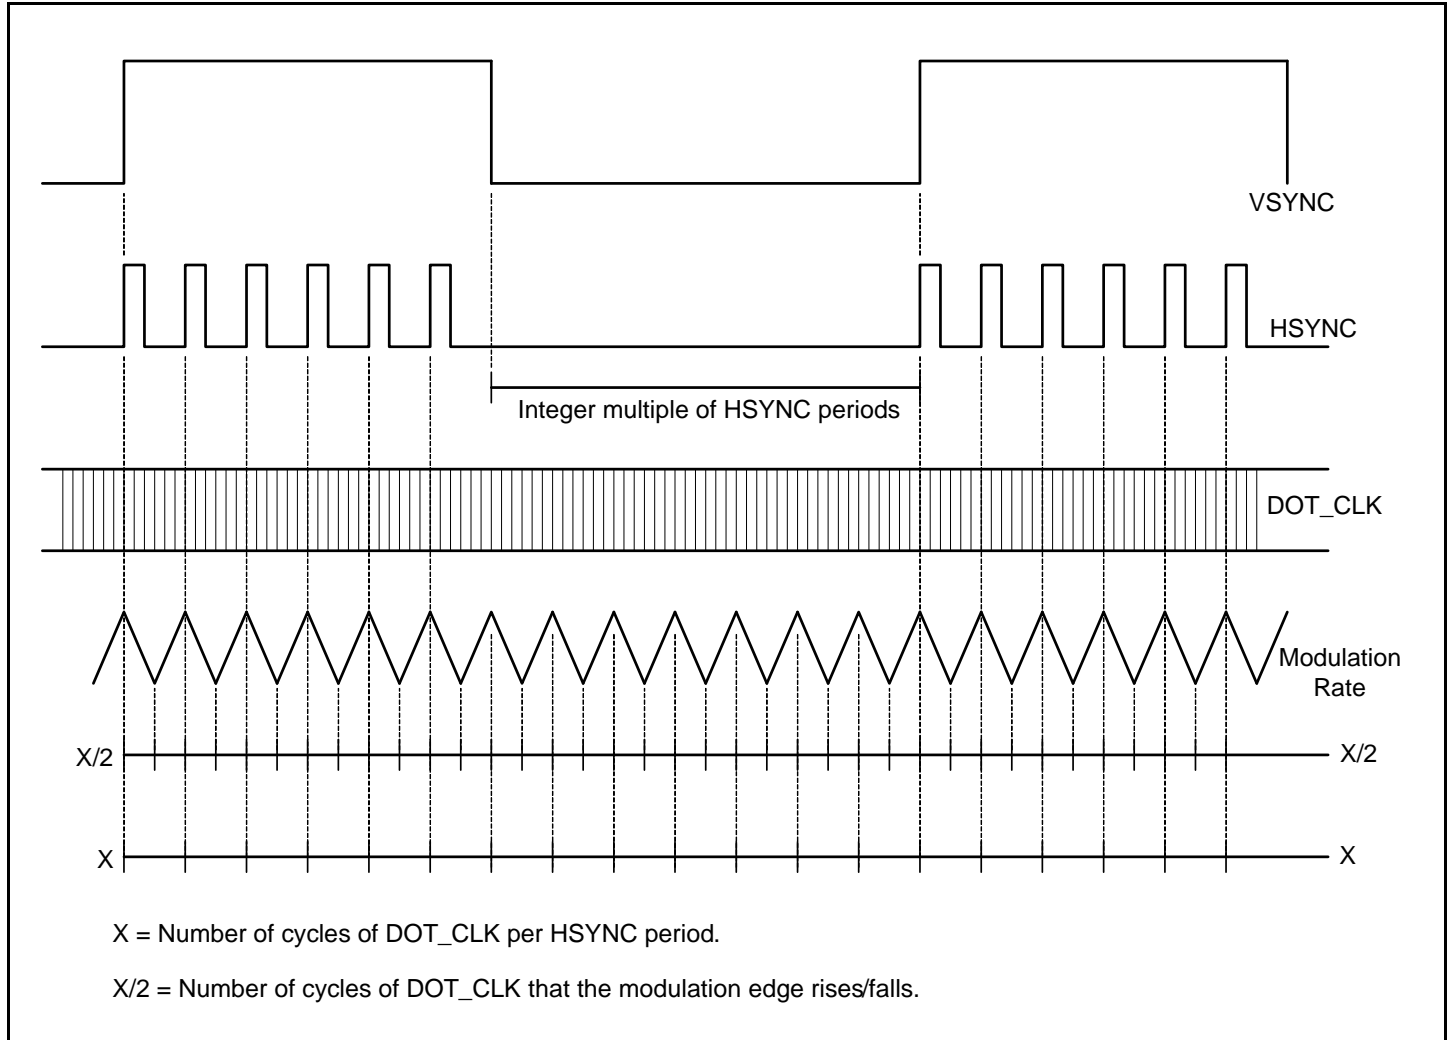 VSYNC
HSYNC
Integer multiple of HSYNC periods
DOT_CLK
Modulation
Rate
X/2
X/2
X
X
X = Number of cycles of DOT_CLK per HSYNC period.
X/2 = Number of cycles of DOT_CLK that the modulation edge rises/falls.